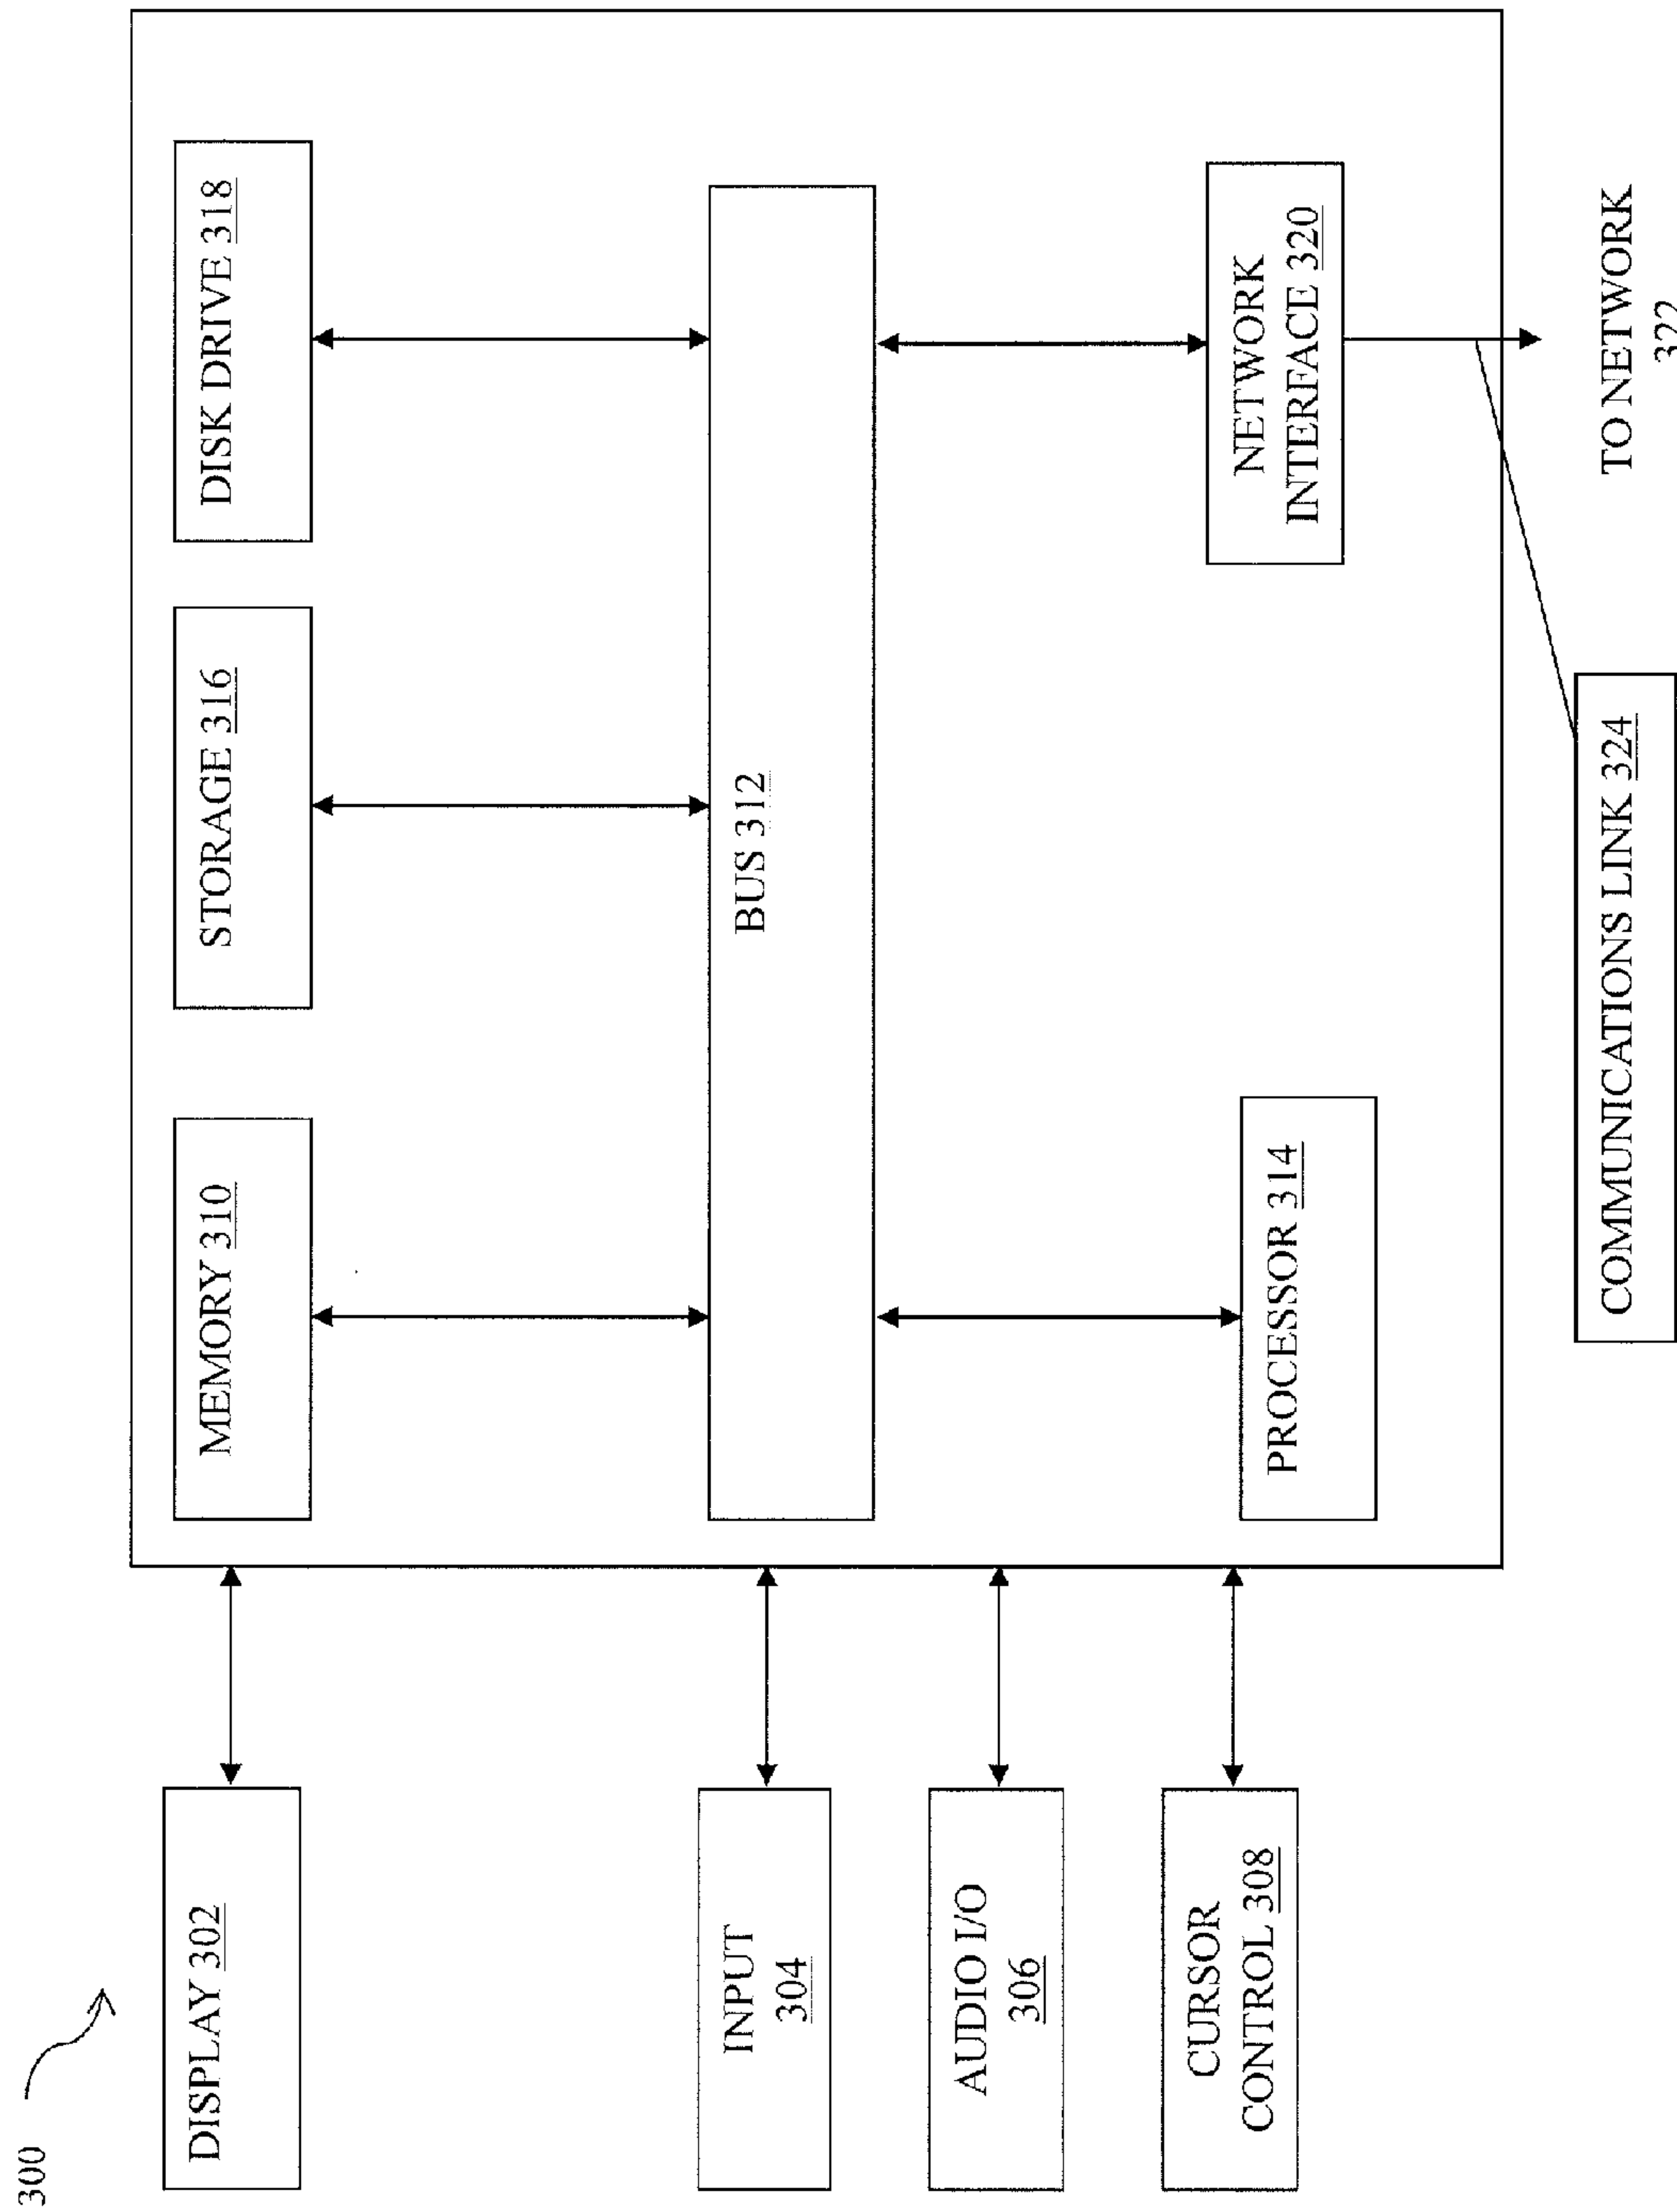 300
DISPLAY 302
MEMORY 310
STORAGE 316
DISK DRIVE 318
INPUT
304
BUS 312
AUDIO I/O
306
CURSOR
CONTROL 308
PROCESSOR 314
NETWORK
INTERFACE 320
COMMUNICATIONS LINK 324
TO NETWORK
322